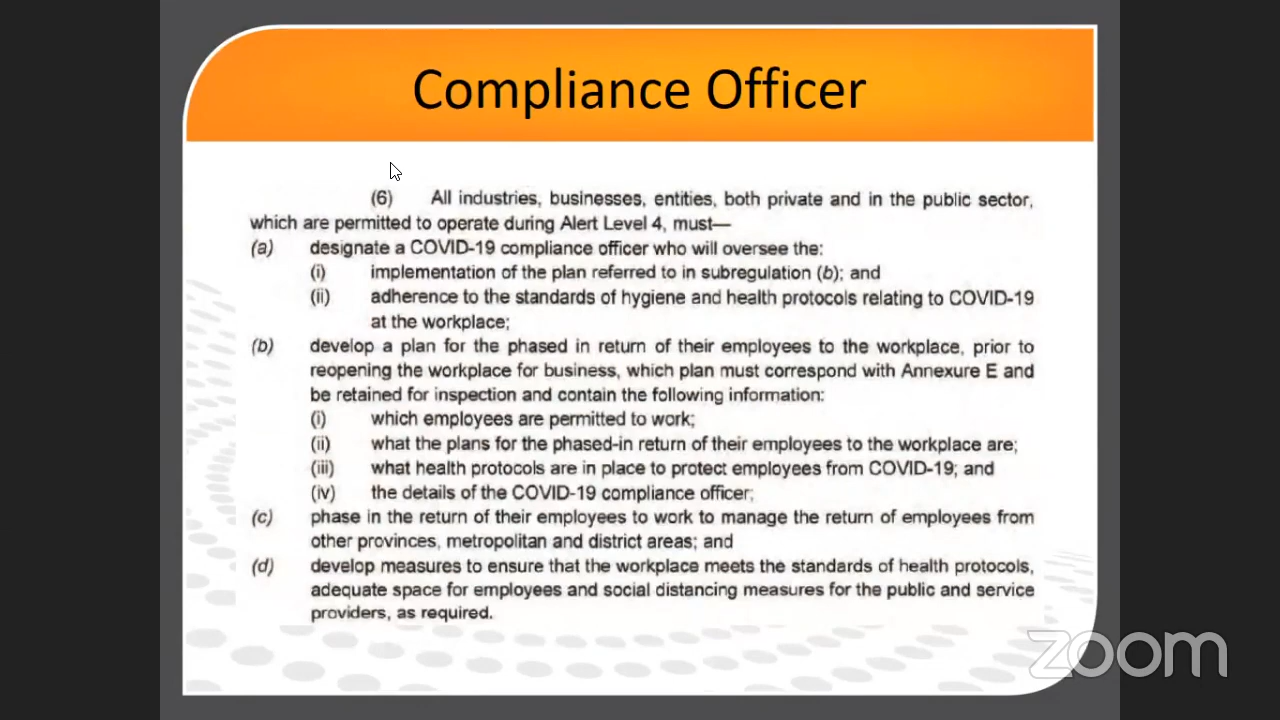 Compliance Officer
(6) All industries, businesses, entities, both private and in the public sector,
which are permitted to operate during Alert Level 4, must—
(a) designate a COVID-19 compliance officer who will oversee the:
(i) implementation of the plan referred to in subregulation (b); and
(ii) adherence to the standards of hygiene and health protocols relating to COVID-19
at the workplace;
(b) develop a plan for the phased in return of their employees to the workplace, prior to
reopening the workplace for business, which plan must correspond with Annexure E and
be retained for inspection and contain the following information:
(i) which employees are permitted to work;
(ii) what the plans for the phased-in return of their employees to the workplace are;
(iii) what health protocols are in place to protect employees from COVID-19; and
(iv) the details of the COVID-19 compliance officer;
(c) phase in the return of their employees to work to manage the return of employees from
other provinces, metropolitan and district areas; and
(d) develop measures to ensure that the workplace meets the standards of health protocols,
adequate space for employees and social distancing measures for the public and service
providers, as required.
zoom